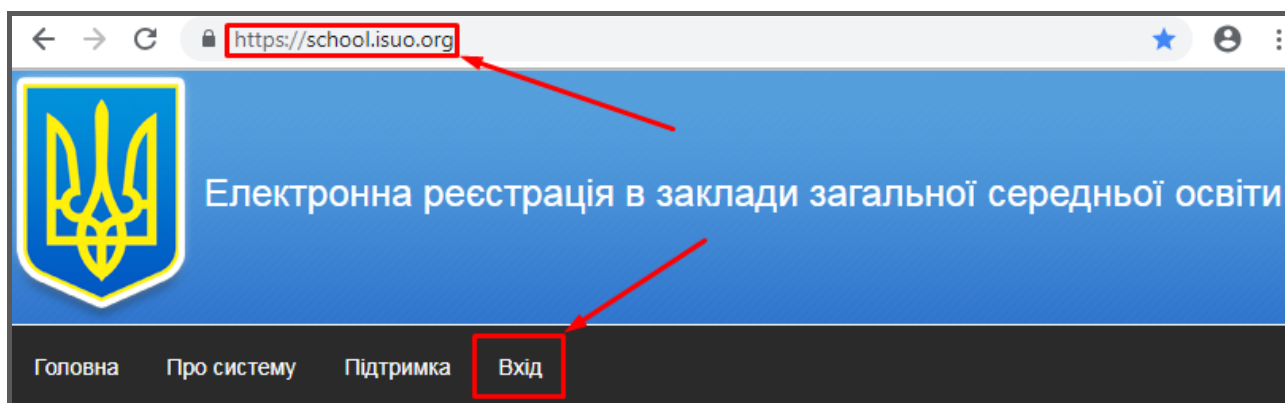 https://school.isuo.org
Електронна реєстрація в заклади загальної середньої освіти
Головна Про систему Підтримка Вхід